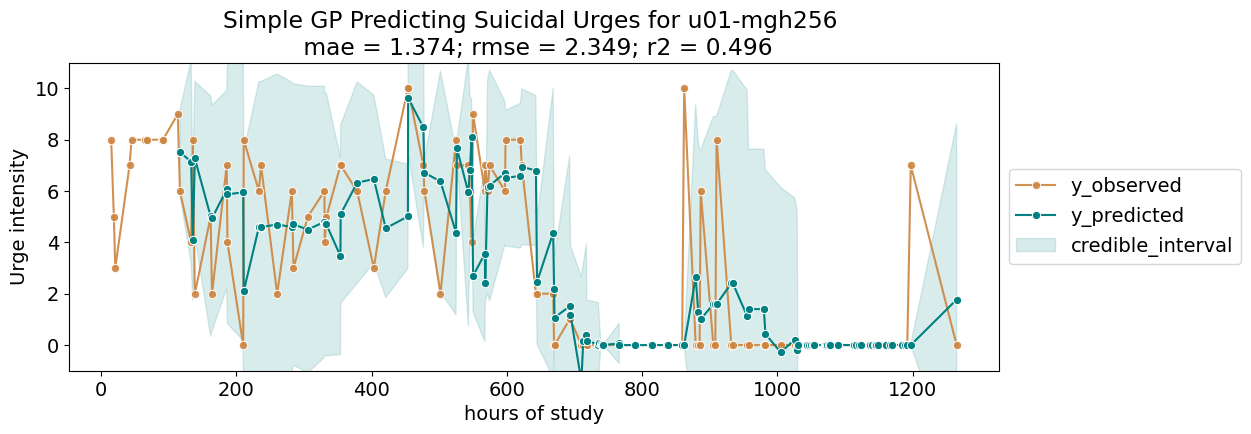 Simple GP Predicting Suicidal Urges for u01-mgh256
mae = 1.374; rmse = 2.349; r2 = 0.496
Urge intensity
10
8
6
4
2
0
0 200 400 600 800 1000 1200
hours of study
y_observed
y_predicted
credible_interval